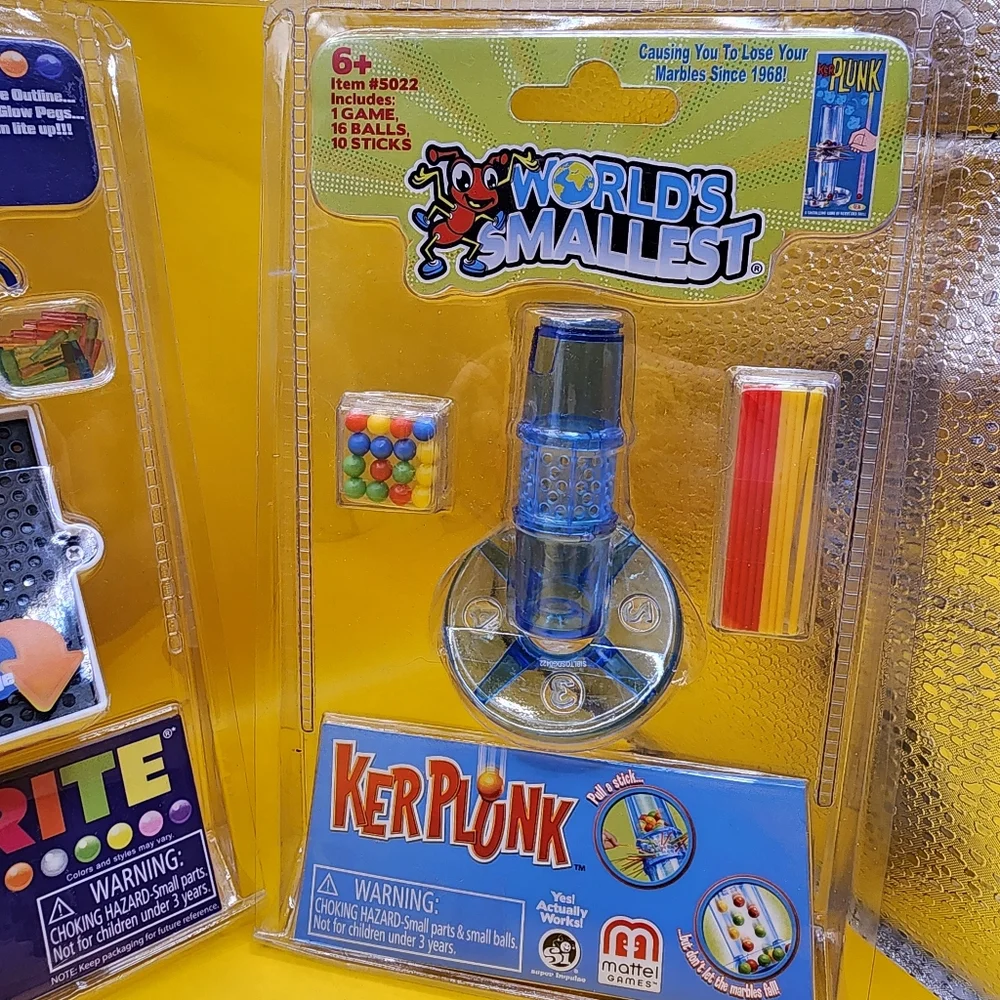 e Outline...
Glow Pegs...
m lite up!!!
RITE®
Colors and styles may vary.
WARNING:
CHOKING HAZARD-Small parts.
Not for children under 3 years.
NOTE: Keep packaging for future reference.
6+
Item #5022
Includes:
1 GAME,
16 BALLS,
10 STICKS
Causing You To Lose Your
Marbles Since 1968!
KERPLUNK
WORLD'S
SMALLEST®
2
3
KERPLUNK™
Pull a stick...
WARNING:
CHOKING HAZARD-Small parts & small balls.
Not for children under 3 years.
Yes!
Actually
Works!
super impulse
mattel
GAMES™
...but don't let the marbles fall!